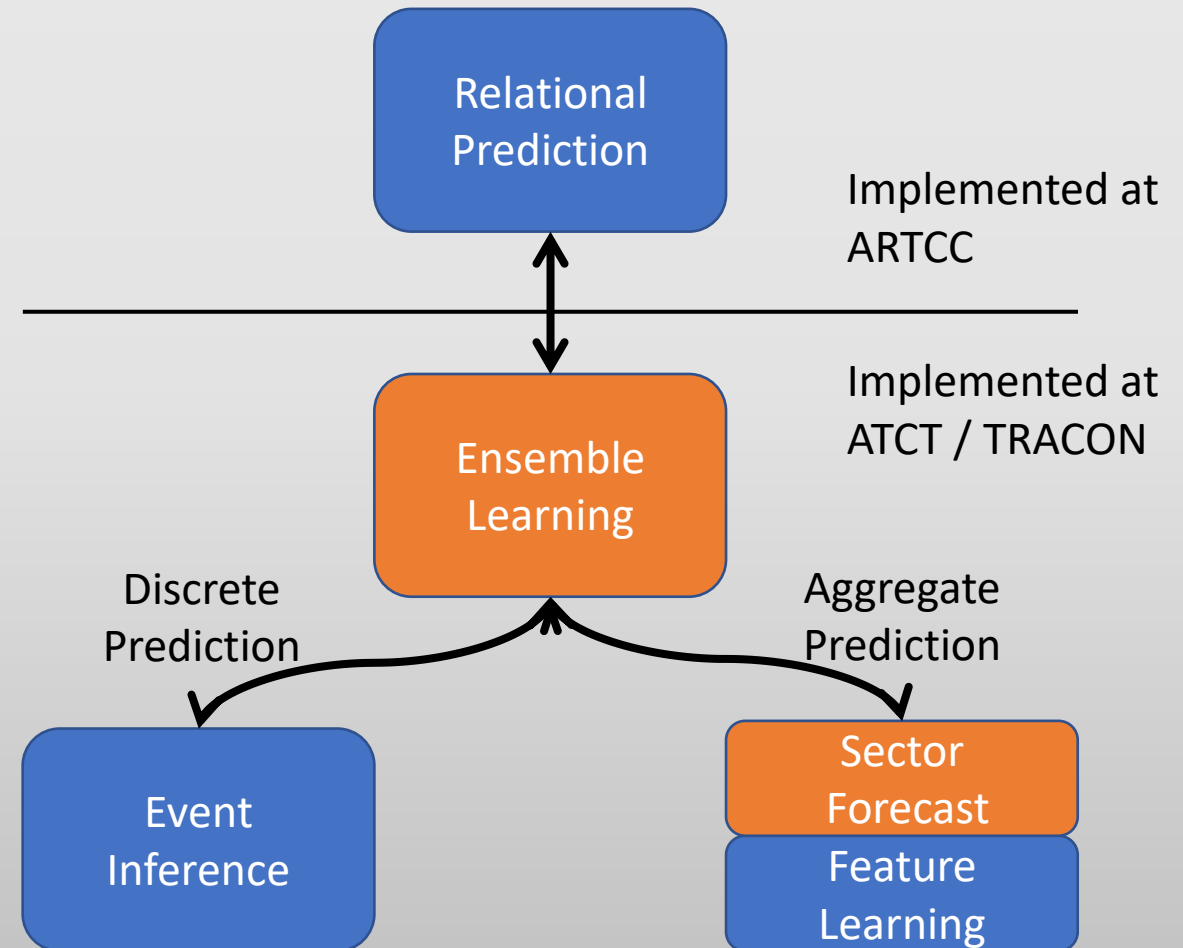 Relational
Prediction
Implemented at
ARTCC
Implemented at
ATCT / TRACON
Ensemble
Learning
Discrete
Prediction
Aggregate
Prediction
Event
Inference
Sector
Forecast
Feature
Learning